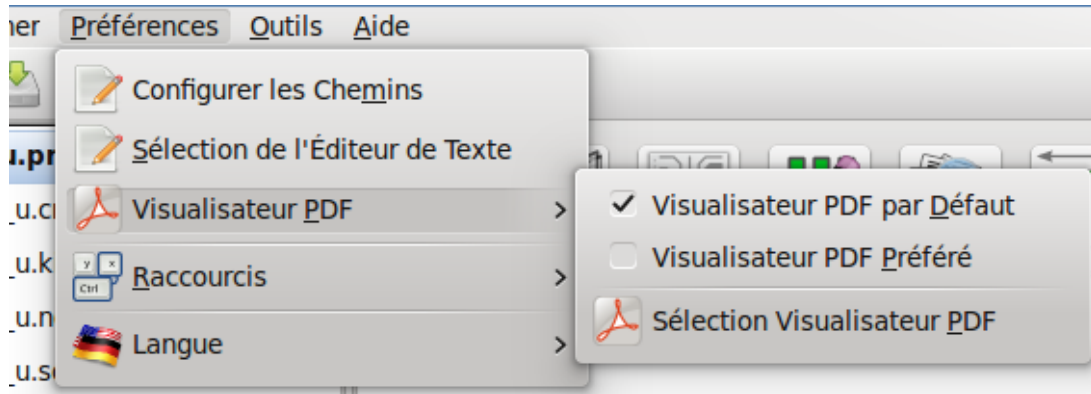 Préférences Outils Aide
Configurer les Chemins
Sélection de l'Éditeur de Texte
Visualisateur PDF
Visualisateur PDF par Défaut
Visualisateur PDF Préféré
Sélection Visualisateur PDF
y x
Ctrl
Raccourcis
Langue